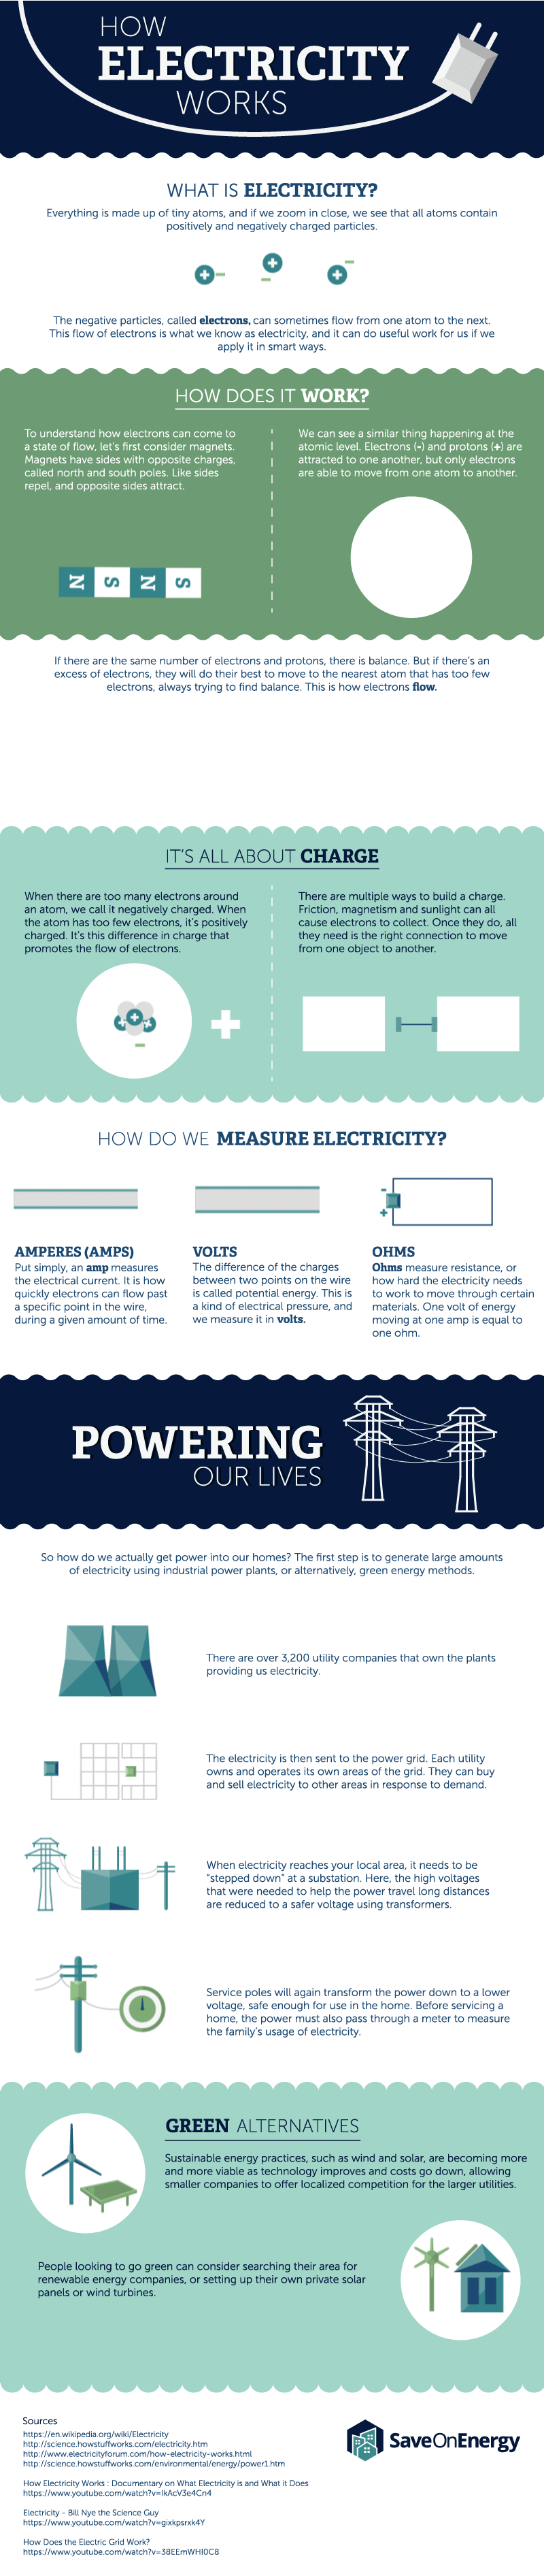 HOW
ELECTRICITY
WORKS
WHAT IS ELECTRICITY?
Everything is made up of tiny atoms, and if we zoom in close, we see that all atoms contain
positively and negatively charged particles.
+ − + − + −
The negative particles, called electrons, can sometimes flow from one atom to the next.
This flow of electrons is what we know as electricity, and it can do useful work for us if we
apply it in smart ways.
HOW DOES IT WORK?
To understand how electrons can come to
a state of flow, let's first consider magnets.
Magnets have sides with opposite charges,
called north and south poles. Like sides
repel, and opposite sides attract.
N S N S
We can see a similar thing happening at the
atomic level. Electrons (-) and protons (+) are
attracted to one another, but only electrons
are able to move from one atom to another.
If there are the same number of electrons and protons, there is balance. But if there's an
excess of electrons, they will do their best to move to the nearest atom that has too few
electrons, always trying to find balance. This is how electrons flow.
IT'S ALL ABOUT CHARGE
When there are too many electrons around
an atom, we call it negatively charged. When
the atom has too few electrons, it's positively
charged. It's this difference in charge that
promotes the flow of electrons.
+ + + − +
There are multiple ways to build a charge.
Friction, magnetism and sunlight can all
cause electrons to collect. Once they do, all
they need is the right connection to move
from one object to another.
HOW DO WE MEASURE ELECTRICITY?
AMPERES (AMPS)
Put simply, an amp measures
the electrical current. It is how
quickly electrons can flow past
a specific point in the wire,
during a given amount of time.
VOLTS
The difference of the charges
between two points on the wire
is called potential energy. This is
a kind of electrical pressure, and
we measure it in volts.
-
+
OHMS
Ohms measure resistance, or
how hard the electricity needs
to work to move through certain
materials. One volt of energy
moving at one amp is equal to
one ohm.
POWERING
OUR LIVES
So how do we actually get power into our homes? The first step is to generate large amounts
of electricity using industrial power plants, or alternatively, green energy methods.
There are over 3,200 utility companies that own the plants
providing us electricity.
The electricity is then sent to the power grid. Each utility
owns and operates its own areas of the grid. They can buy
and sell electricity to other areas in response to demand.
When electricity reaches your local area, it needs to be
"stepped down" at a substation. Here, the high voltages
that were needed to help the power travel long distances
are reduced to a safer voltage using transformers.
Service poles will again transform the power down to a lower
voltage, safe enough for use in the home. Before servicing a
home, the power must also pass through a meter to measure
the family's usage of electricity.
GREEN ALTERNATIVES
Sustainable energy practices, such as wind and solar, are becoming more
and more viable as technology improves and costs go down, allowing
smaller companies to offer localized competition for the larger utilities.
People looking to go green can consider searching their area for
renewable energy companies, or setting up their own private solar
panels or wind turbines.
Sources
https://en.wikipedia.org/wiki/Electricity
http://science.howstuffworks.com/electricity.htm
http://www.electricityforum.com/how-electricity-works.html
http://science.howstuffworks.com/environmental/energy/power1.htm
How Electricity Works : Documentary on What Electricity is and What it Does
https://www.youtube.com/watch?v=IkAcV3e4Cn4
Electricity - Bill Nye the Science Guy
https://www.youtube.com/watch?v=gixkpsrxk4Y
How Does the Electric Grid Work?
https://www.youtube.com/watch?v=38EEmWHI0C8
SaveOnEnergy